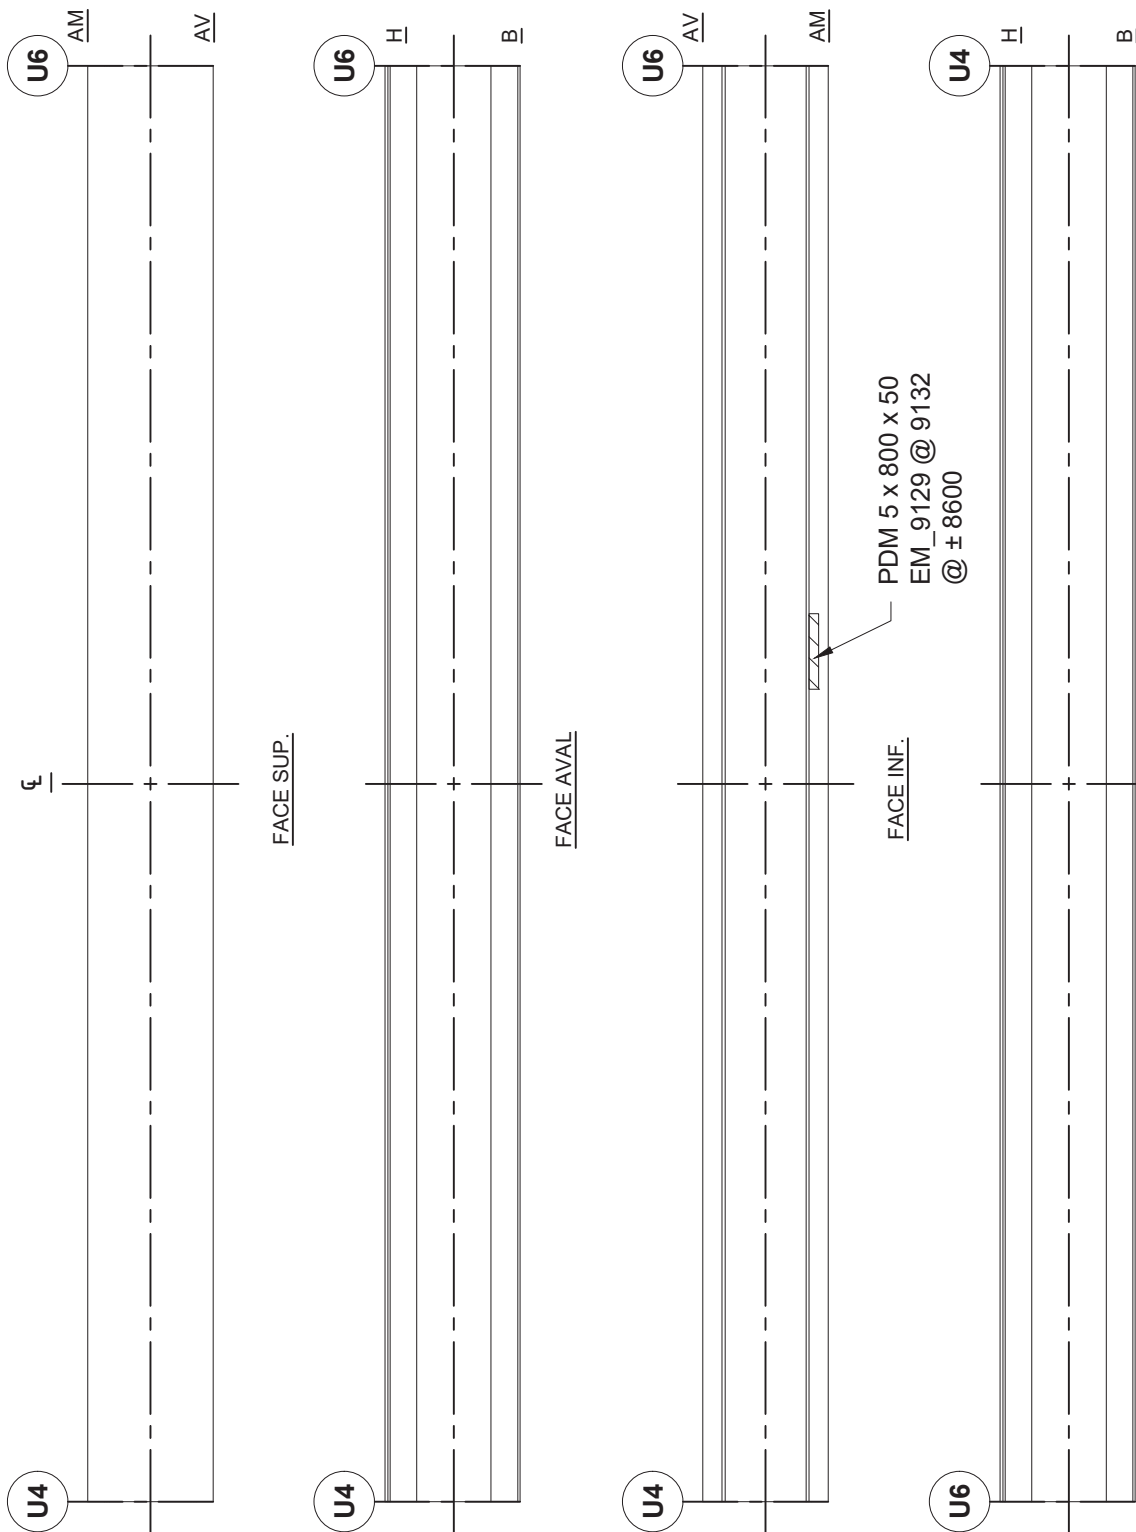 U4
℄
U6
AM
AV
FACE SUP.
U4
U6
H
B
FACE AVAL
U4
U6
AV
AM
PDM 5 x 800 x 50
EM_9129 @ 9132
@ ± 8600
FACE INF.
U6
U4
H
B